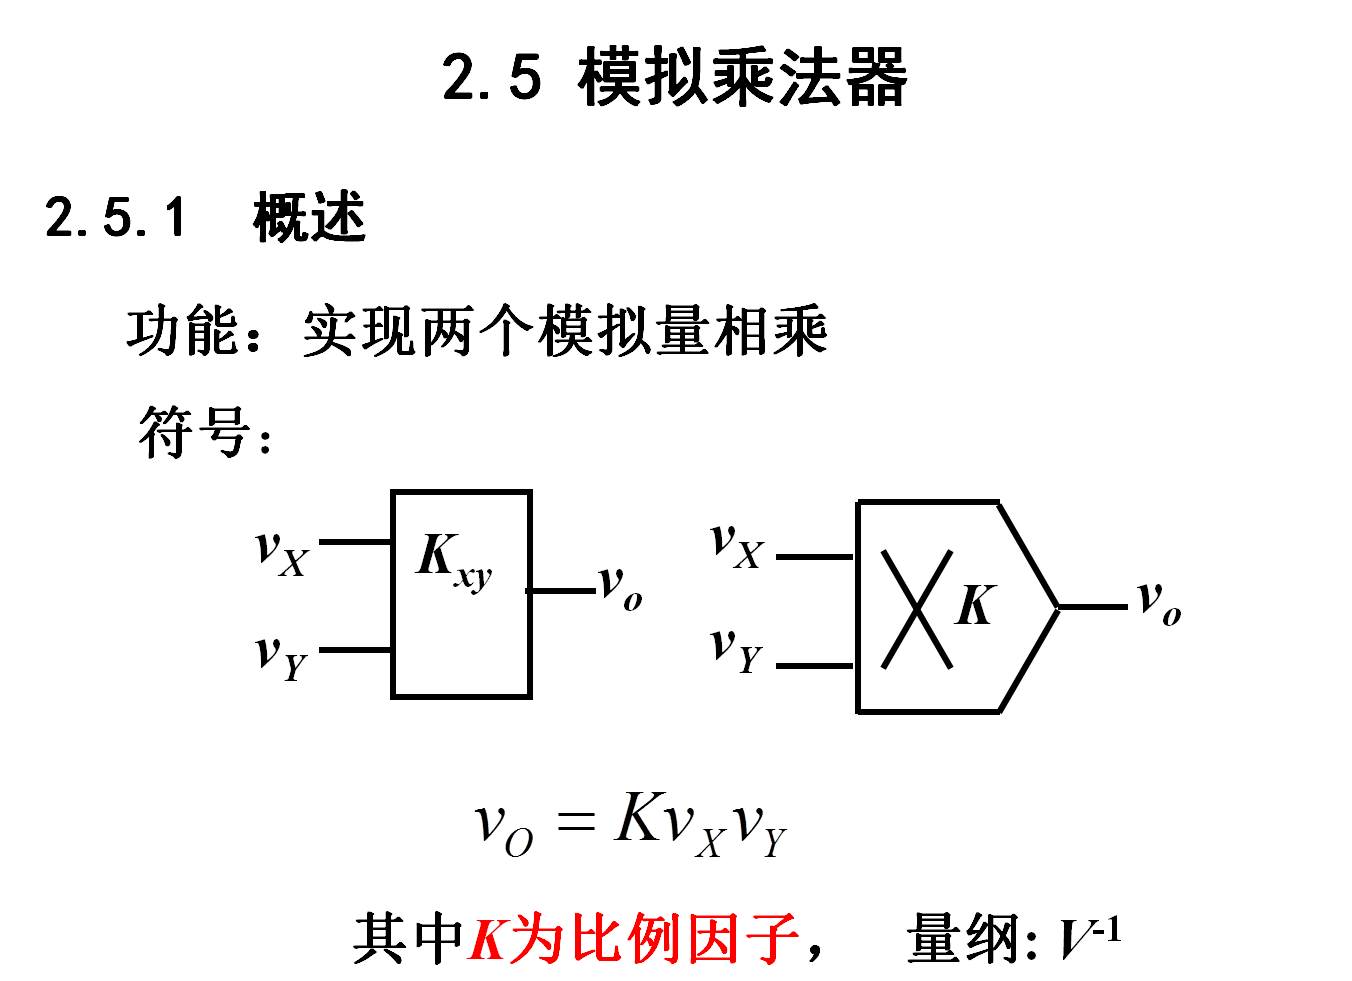 2.5 模拟乘法器
2.5.1 概述
功能：实现两个模拟量相乘
符号：
vX
vY
Kxy
vo
vX
vY
K
vo
vO = KvXvY
其中K为比例因子， 量纲: V-1